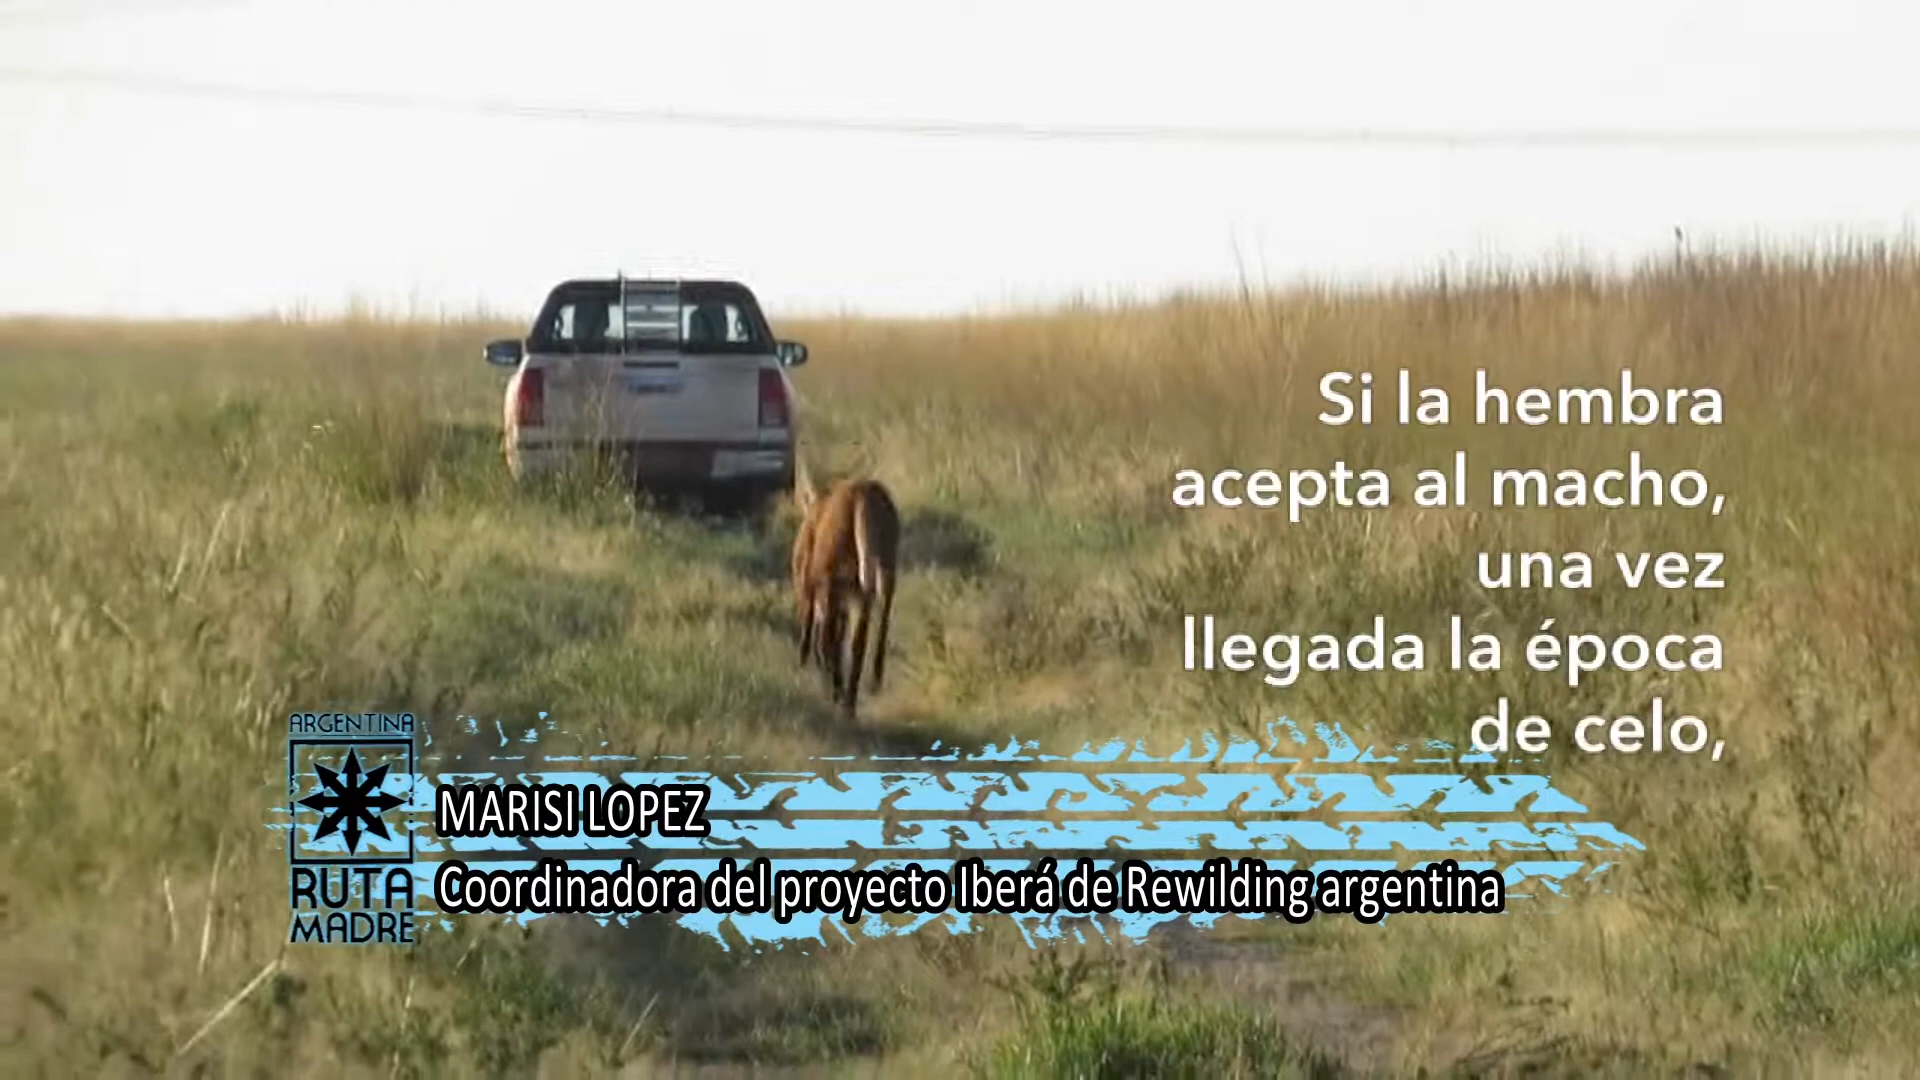 Si la hembra
acepta al macho,
una vez
llegada la época
de celo,
ARGENTINA
RUTA
MADRE
MARISI LOPEZ
Coordinadora del proyecto Iberá de Rewilding argentina